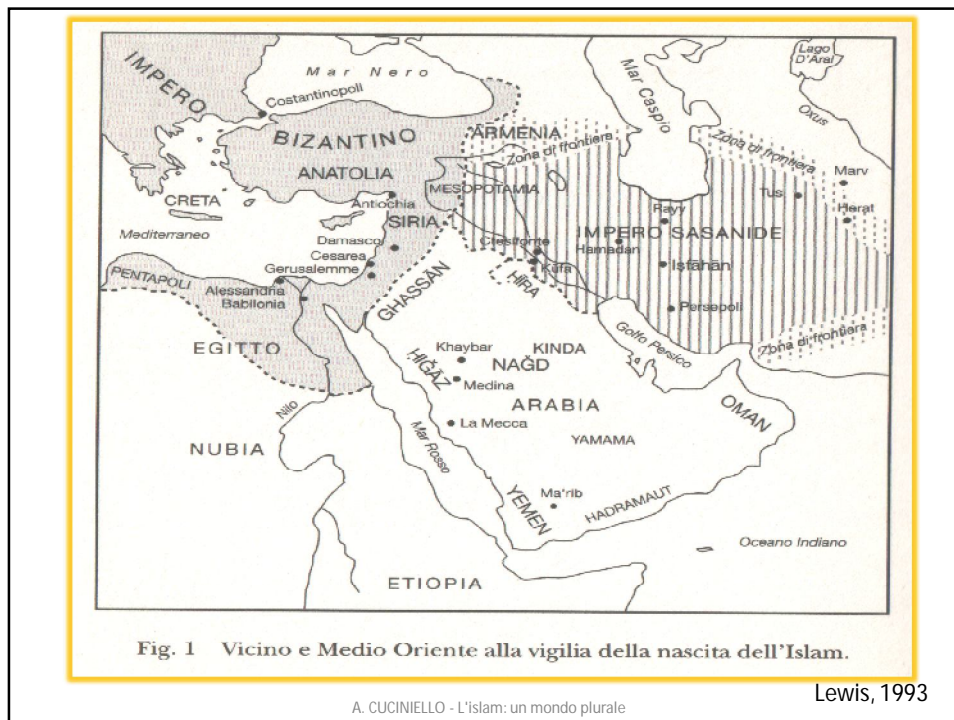 Lago
D'Aral
Mar Nero
Mar Caspio
Oxus
IMPERO
Costantinopoli
BIZANTINO
ARMENIA
Zona di frontiera
Zona di frontiera
ANATOLIA
MESOPOTAMIA
Marv
Tus
Herat
CRETA
Antiochia
SIRIA
Rayy
IMPERO SASANIDE
Mediterraneo
Damasco
Ctesifonte
Hamadan
Cesarea
Gerusalemme
Kūfa
Isfāhān
PENTAPOLI
Alessandria
Babilonia
GHASSĀN
HĪRA
Persepoli
Golfo Persico
Zona di frontiera
EGITTO
Khaybar
KINDA
NAĞD
HIĞĀZ
Medina
ARABIA
OMAN
Nilo
La Mecca
YAMAMA
NUBIA
Mar Rosso
Ma'rib
YEMEN
HADRAMAUT
Oceano Indiano
ETIOPIA
Fig. 1 Vicino e Medio Oriente alla vigilia della nascita dell'Islam.
Lewis, 1993
A. CUCINIELLO - L'islam: un mondo plurale